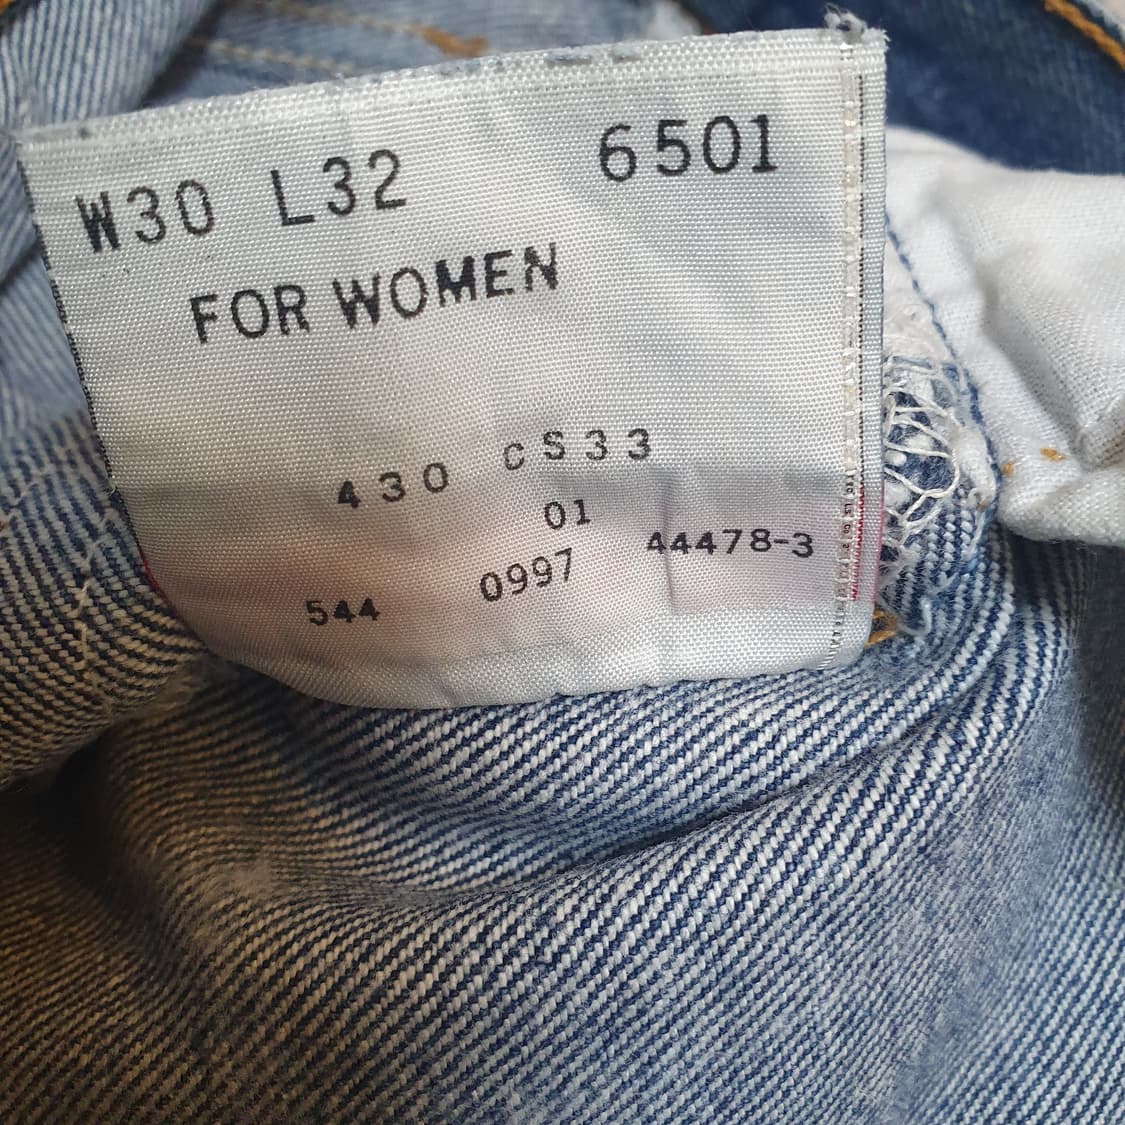 W30 L32 6501
FOR WOMEN
430 CS33
01
544 0997 44478-3